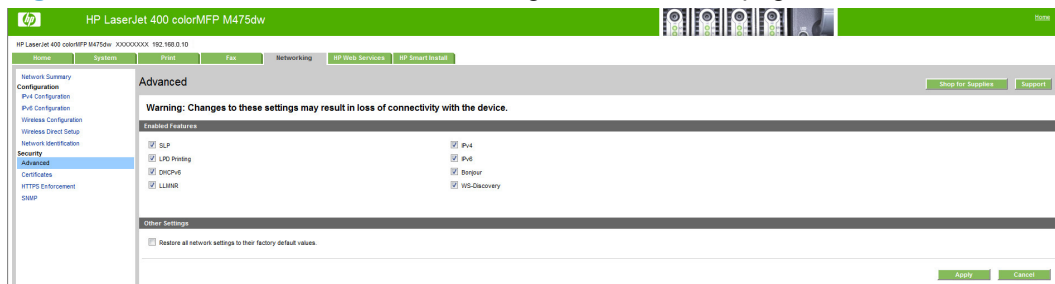 hp HP LaserJet 400 colorMFP M475dw Home
HP LaserJet 400 colorMFP M475dw XXXXXXXX 192.168.0.10
Home System Print Fax Networking HP Web Services HP Smart Install
Network Summary
Configuration
IPv4 Configuration
IPv6 Configuration
Wireless Configuration
Wireless Direct Setup
Network Identification
Security
Advanced
Certificates
HTTPS Enforcement
SNMP
Advanced
Shop for Supplies Support
Warning: Changes to these settings may result in loss of connectivity with the device.
Enabled Features
SLP IPv4
LPD Printing IPv6
DHCPv6 Bonjour
LLMNR WS-Discovery
Other Settings
Restore all network settings to their factory default values.
Apply Cancel